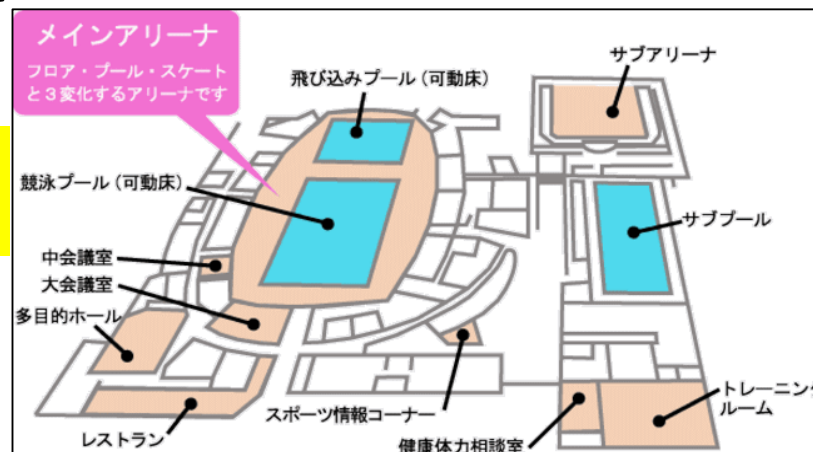 メインアリーナ
フロア・プール・スケート
と３変化するアリーナです
サブアリーナ
飛び込みプール（可動床）
競泳プール（可動床）
サブプール
中会議室
大会議室
多目的ホール
スポーツ情報コーナー
トレーニング
ルーム
レストラン
健康体力相談室